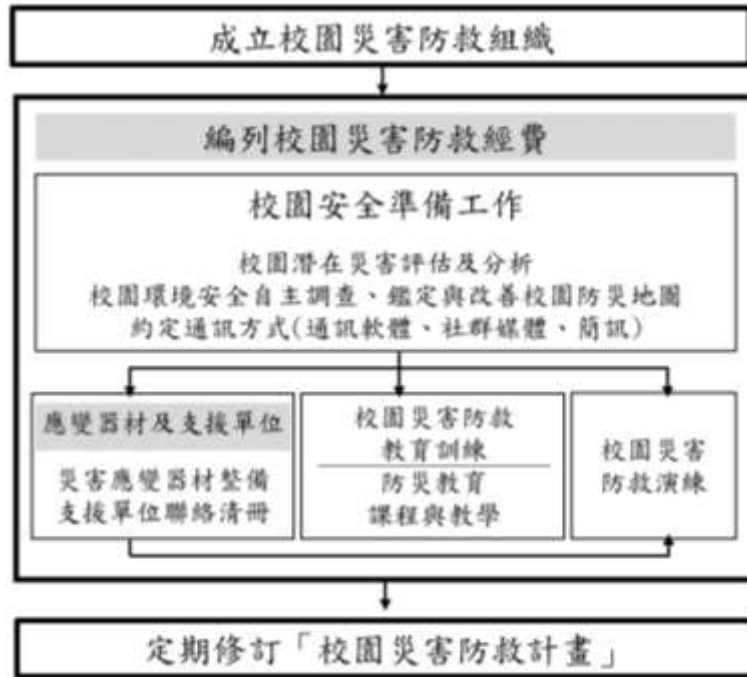 成立校園災害防救組織
編列校園災害防救經費
校園安全準備工作
校園潛在災害評估及分析
校園環境安全自主調查、鑑定與改善校園防災地圖
約定通訊方式(通訊軟體、社群媒體、簡訊)
應變器材及支援單位
災害應變器材整備
支援單位聯絡清冊
校園災害防救
教育訓練
防災教育
課程與教學
校園災害
防救演練
定期修訂「校園災害防救計畫」